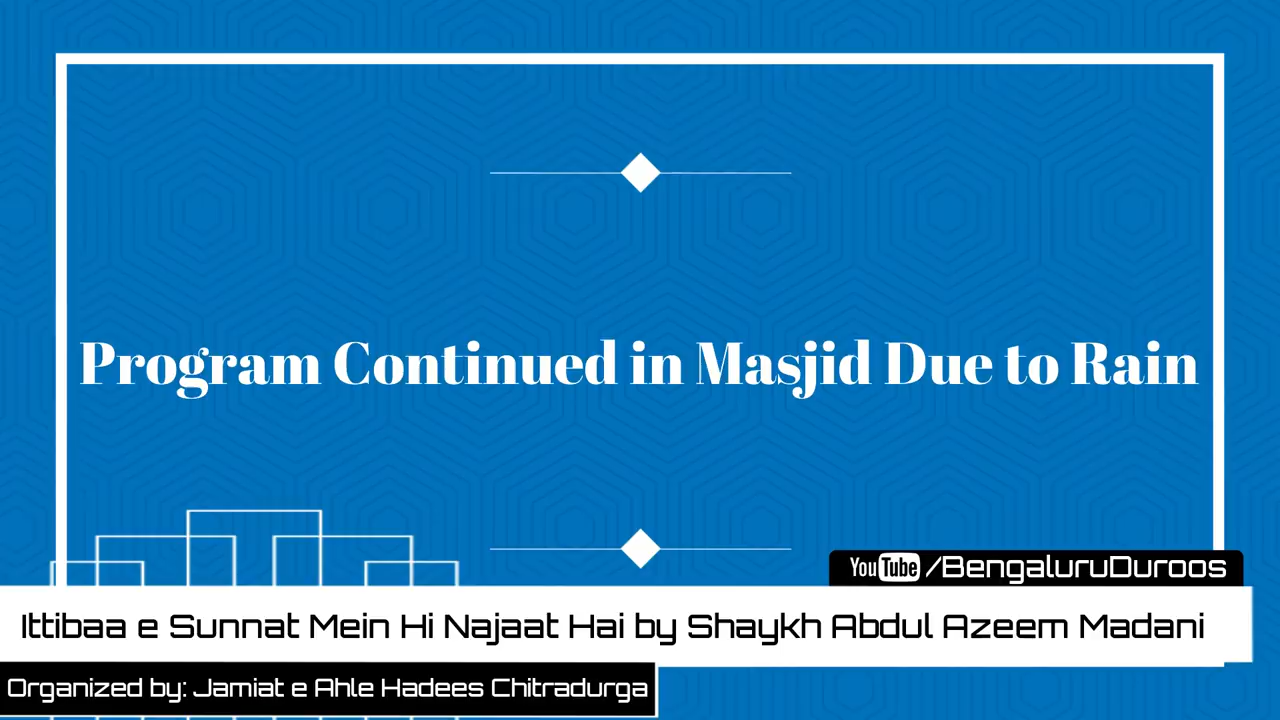 Program Continued in Masjid Due to Rain
YouTube /BengaluruDuroos
Ittibaa e Sunnat Mein Hi Najaat Hai by Shaykh Abdul Azeem Madani
Organized by: Jamiat e Ahle Hadees Chitradurga